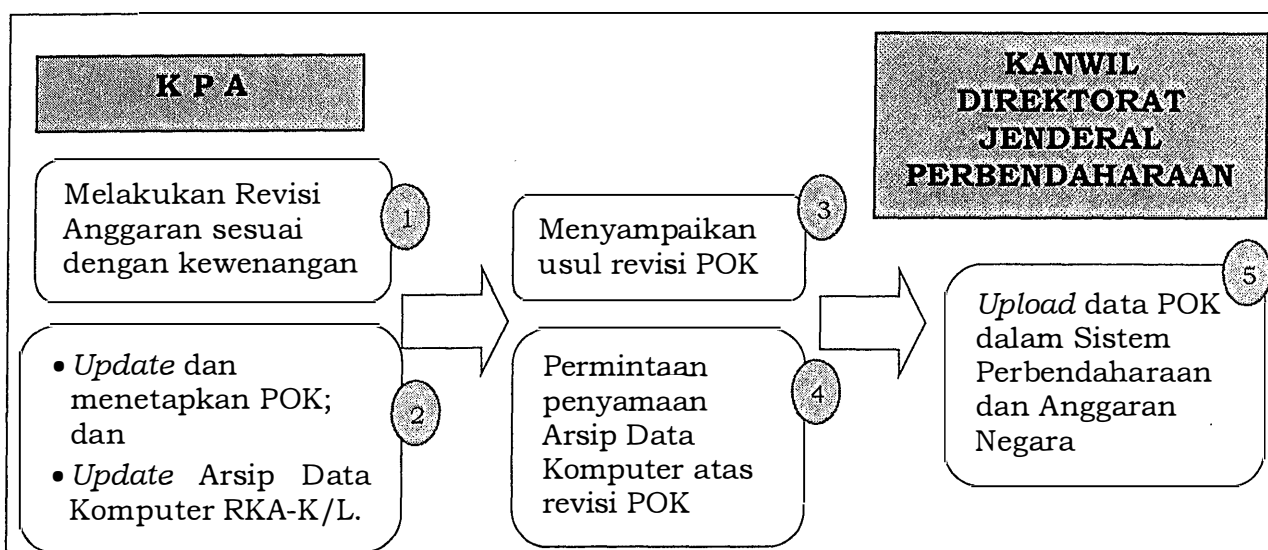 K P A
Melakukan Revisi
Anggaran sesuai
dengan kewenangan
1
• Update dan
menetapkan POK;
dan
• Update Arsip Data
Komputer RKA-K/L.
2
Menyampaikan
usul revisi POK
3
Permintaan
penyamaan
Arsip Data
Komputer atas
revisi POK
4
KANWIL
DIREKTORAT
JENDERAL
PERBENDAHARAAN
Upload data POK
dalam Sistem
Perbendaharaan
dan Anggaran
Negara
5